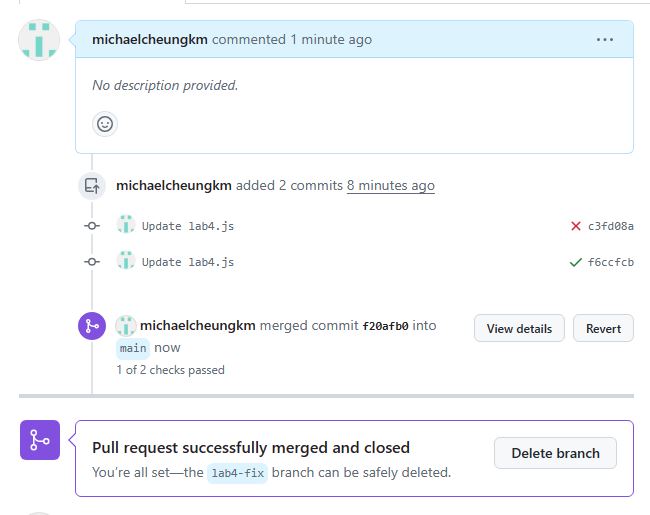 michaelcheungkm commented 1 minute ago
No description provided.
michaelcheungkm added 2 commits 8 minutes ago
Update lab4.js c3fd08a
Update lab4.js f6ccfcb
michaelcheungkm merged commit f20afb0 into
main now
View details
Revert
1 of 2 checks passed
Pull request successfully merged and closed
You’re all set—the lab4-fix branch can be safely deleted.
Delete branch